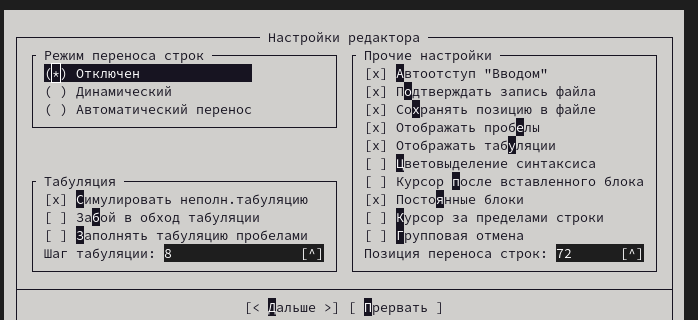 Настройки редактора
Режим переноса строк
(*) Отключен
( ) Динамический
( ) Автоматический перенос
Табуляция
[x] Симулировать неполн.табуляцию
[ ] Забой в обход табуляции
[ ] Заполнять табуляцию пробелами
Шаг табуляции: 8 [^]
Прочие настройки
[x] Автоотступ "Вводом"
[x] Подтверждать запись файла
[x] Сохранять позицию в файле
[x] Отображать пробелы
[x] Отображать табуляции
[ ] Цветовыделение синтаксиса
[ ] Курсор после вставленного блока
[x] Постоянные блоки
[ ] Курсор за пределами строки
[ ] Групповая отмена
Позиция переноса строк: 72 [^]
[< Дальше >] [ Прервать ]